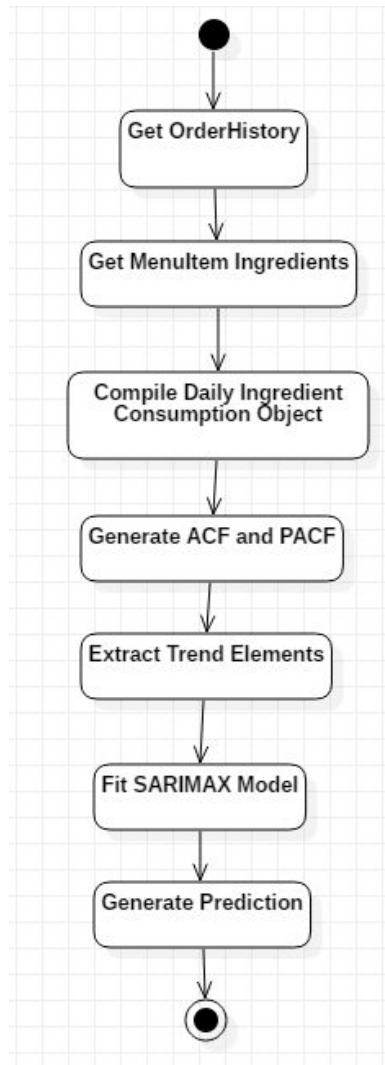 Get OrderHistory
Get MenuItem Ingredients
Compile Daily Ingredient
Consumption Object
Generate ACF and PACF
Extract Trend Elements
Fit SARIMAX Model
Generate Prediction